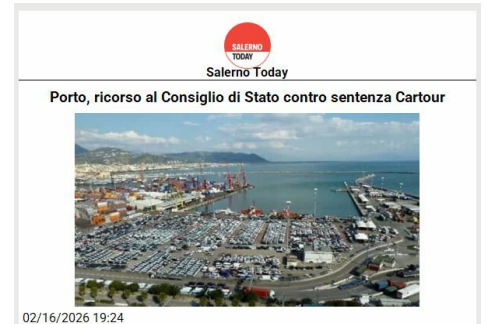 SALERNO
TODAY
Salerno Today
Porto, ricorso al Consiglio di Stato contro sentenza Cartour
02/16/2026 19:24